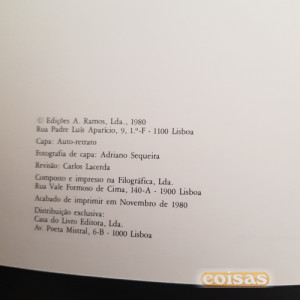 © Edições A. Ramos, Lda., 1980
Rua Padre Luís Aparício, 9, 1.º-F - 1100 Lisboa
Capa: Auto-retrato
Fotografia de capa: Adriano Sequeira
Revisão: Carlos Lacerda
Composto e impresso na Filográfica, Lda.
Rua Vale Formoso de Cima, 140-A - 1900 Lisboa
Acabado de imprimir em Novembro de 1980
Distribuição exclusiva:
Casa do Livro Editora, Lda.
Av. Poeta Mistral, 6-B - 1000 Lisboa
coisas